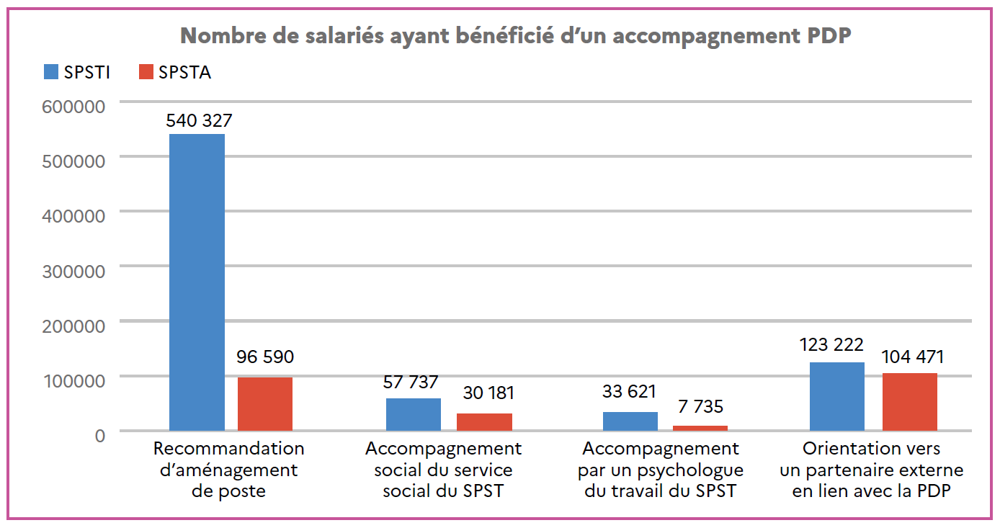 Nombre de salariés ayant bénéficié d’un accompagnement PDP
SPSTI SPSTA
600000
500000
400000
300000
200000
100000
0
540 327
96 590
57 737
30 181
33 621
7 735
123 222
104 471
Recommandation
d’aménagement
de poste
Accompagnement
social du service
social du SPST
Accompagnement
par un psychologue
du travail du SPST
Orientation vers
un partenaire externe
en lien avec la PDP